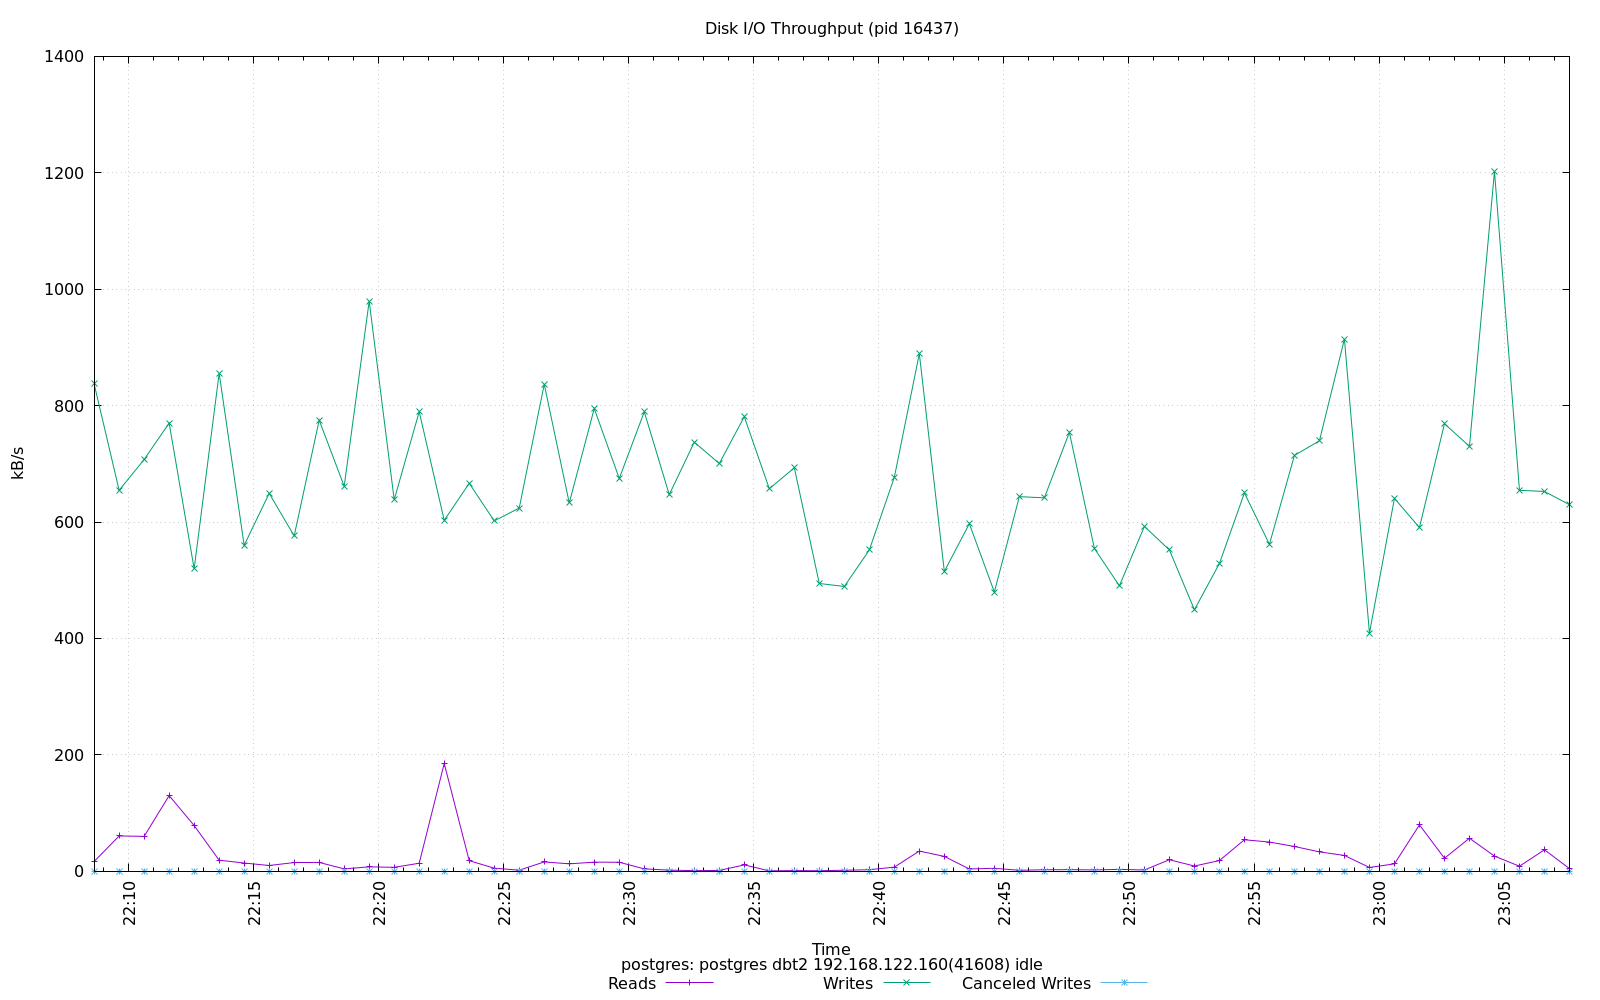 Disk I/O Throughput (pid 16437)
1400
1200
1000
800
600
400
200
0
kB/s
22:10 22:15 22:20 22:25 22:30 22:35 22:40 22:45 22:50 22:55 23:00 23:05
Time
postgres: postgres dbt2 192.168.122.160(41608) idle
Reads Writes Canceled Writes